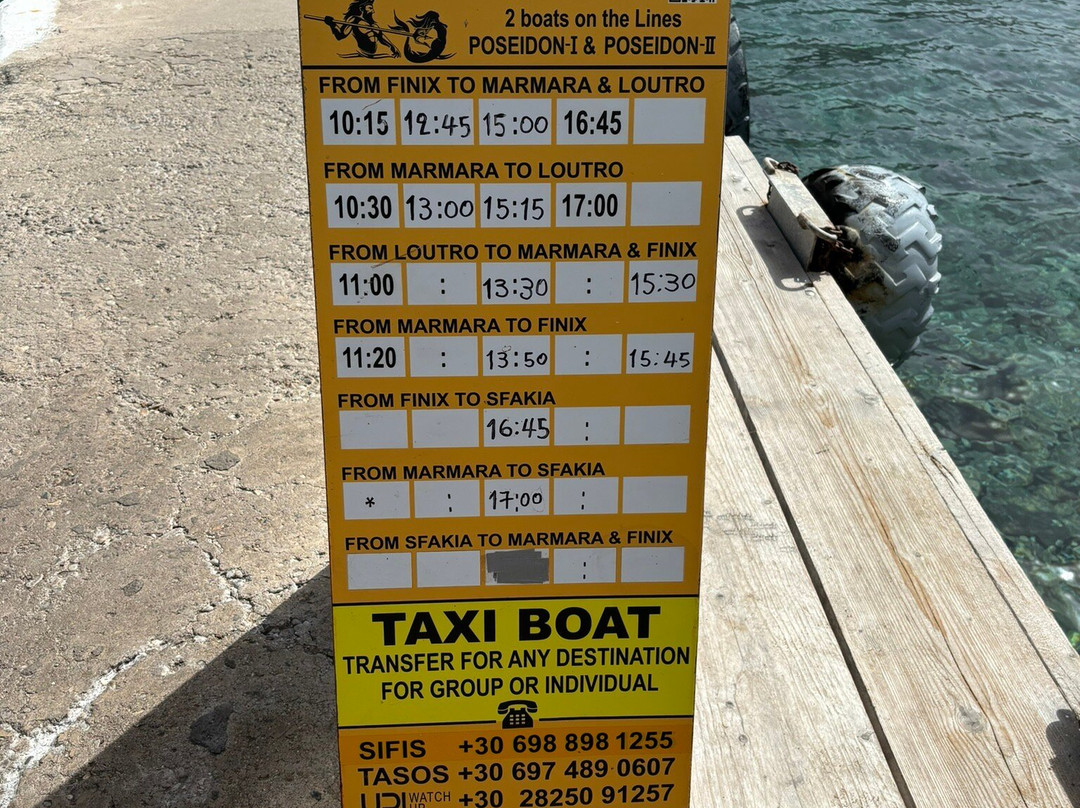 2 boats on the Lines
POSEIDON-I & POSEIDON-II
FROM FINIX TO MARMARA & LOUTRO
10:15 12:45 15:00 16:45
FROM MARMARA TO LOUTRO
10:30 13:00 15:15 17:00
FROM LOUTRO TO MARMARA & FINIX
11:00 : 13:30 : 15:30
FROM MARMARA TO FINIX
11:20 : 13:50 : 15:45
FROM FINIX TO SFAKIA
16:45 :
FROM MARMARA TO SFAKIA
* : 17:00 :
FROM SFAKIA TO MARMARA & FINIX
:
TAXI BOAT
TRANSFER FOR ANY DESTINATION
FOR GROUP OR INDIVIDUAL
SIFIS +30 698 898 1255
TASOS +30 697 489 0607
WATCH
+30 28250 91257